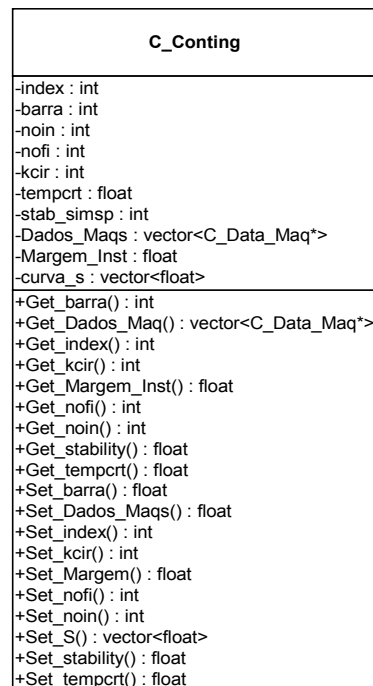 C_Conting
-index : int
-barra : int
-noin : int
-nofi : int
-kcir : int
-tempcrt : float
-stab_simsp : int
-Dados_Maqs : vector<C_Data_Maq*>
-Margem_Inst : float
-curva_s : vector<float>
+Get_barra() : int
+Get_Dados_Maq() : vector<C_Data_Maq*>
+Get_index() : int
+Get_kcir() : int
+Get_Margem_Inst() : float
+Get_nofi() : int
+Get_noin() : int
+Get_stability() : float
+Get_tempcrt() : float
+Set_barra() : float
+Set_Dados_Maqs() : float
+Set_index() : int
+Set_kcir() : int
+Set_Margem() : float
+Set_nofi() : int
+Set_noin() : int
+Set_S() : vector<float>
+Set_stability() : float
+Set_tempcrt() : float